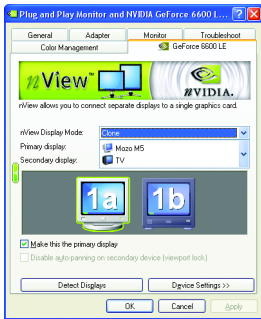 Plug and Play Monitor and NVIDIA GeForce 6600 L...
General Adapter Monitor Troubleshoot
Color Management GeForce 6600 LE
nView™
NVIDIA.
nView allows you to connect separate displays to a single graphics card.
nView Display Mode: Clone
Primary display: Mozo M5
Secondary display: TV
1a 1b
Make this the primary display
Disable auto-panning on secondary device (viewport lock)
Detect Displays Device Settings >>
OK Cancel Apply